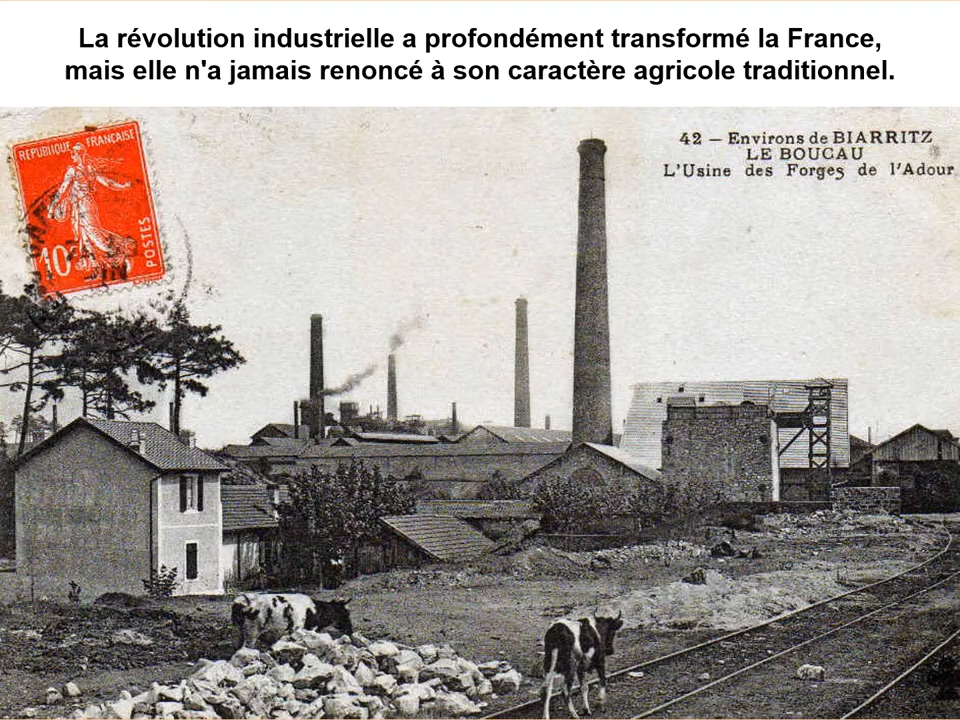 La révolution industrielle a profondément transformé la France,
mais elle n'a jamais renoncé à son caractère agricole traditionnel.
REPUBLIQUE FRANÇAISE
10
POSTES
42 – Environs de BIARRITZ
LE BOUCAU
L'Usine des Forges de l'Adour